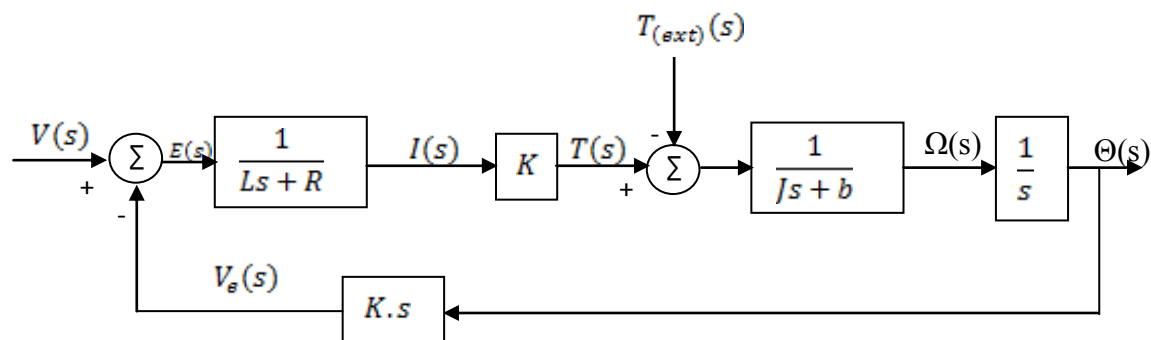 T(ext)(s)
V(s)
+
-
Σ
E(s)
1
Ls + R
I(s)
K
T(s)
+
-
Σ
1
Js + b
Ω(s)
1
s
Θ(s)
Ve(s)
K.s